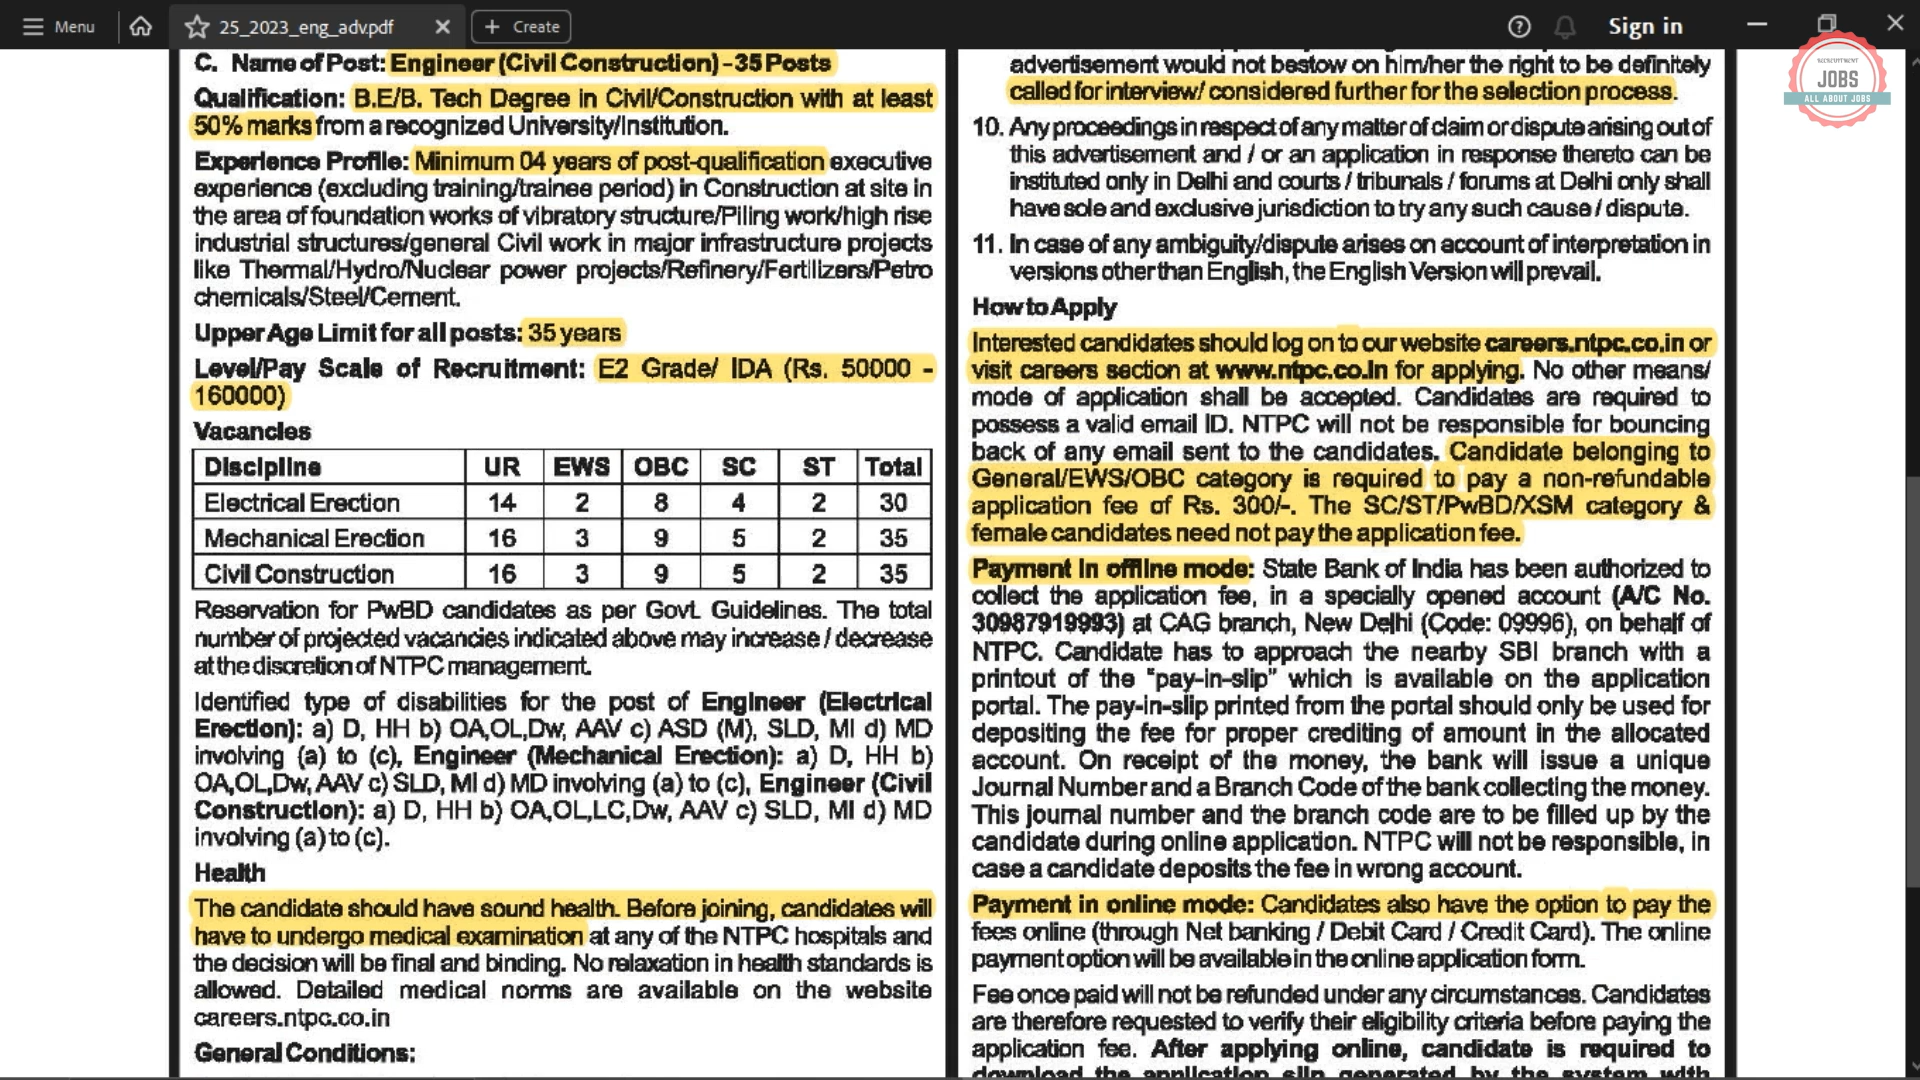 Menu
25_2023_eng_adv.pdf
Create
Sign in
RECRUITMENT
JOBS
ALL ABOUT JOBS
C. Name of Post: Engineer (Civil Construction) - 35 Posts
Qualification: B.E/B. Tech Degree in Civil/Construction with at least
50% marks from a recognized University/Institution.
Experience Profile: Minimum 04 years of post-qualification executive
experience (excluding training/trainee period) in Construction at site in
the area of foundation works of vibratory structure/Piling work/high rise
industrial structures/general Civil work in major infrastructure projects
like Thermal/Hydro/Nuclear power projects/Refinery/Fertilizers/Petro
chemicals/Steel/Cement.
Upper Age Limit for all posts: 35 years
Level/Pay Scale of Recruitment: E2 Grade/ IDA (Rs. 50000 -
160000)
Vacancies
Discipline UR EWS OBC SC ST Total
Electrical Erection 14 2 8 4 2 30
Mechanical Erection 16 3 9 5 2 35
Civil Construction 16 3 9 5 2 35
Reservation for PwBD candidates as per Govt. Guidelines. The total
number of projected vacancies indicated above may increase / decrease
at the discretion of NTPC management.
Identified type of disabilities for the post of Engineer (Electrical
Erection): a) D, HH b) OA,OL,Dw, AAV c) ASD (M), SLD, MI d) MD
involving (a) to (c), Engineer (Mechanical Erection): a) D, HH b)
OA,OL,Dw, AAV c) SLD, MI d) MD involving (a) to (c), Engineer (Civil
Construction): a) D, HH b) OA,OL,LC,Dw, AAV c) SLD, MI d) MD
involving (a) to (c).
Health
The candidate should have sound health. Before joining, candidates will
have to undergo medical examination at any of the NTPC hospitals and
the decision will be final and binding. No relaxation in health standards is
allowed. Detailed medical norms are available on the website
careers.ntpc.co.in
General Conditions:
advertisement would not bestow on him/her the right to be definitely
called for interview/ considered further for the selection process.
10. Any proceedings in respect of any matter of claim or dispute arising out of
this advertisement and / or an application in response thereto can be
instituted only in Delhi and courts / tribunals / forums at Delhi only shall
have sole and exclusive jurisdiction to try any such cause / dispute.
11. In case of any ambiguity/dispute arises on account of interpretation in
versions other than English, the English Version will prevail.
How to Apply
Interested candidates should log on to our website careers.ntpc.co.in or
visit careers section at www.ntpc.co.in for applying. No other means/
mode of application shall be accepted. Candidates are required to
possess a valid email ID. NTPC will not be responsible for bouncing
back of any email sent to the candidates. Candidate belonging to
General/EWS/OBC category is required to pay a non-refundable
application fee of Rs. 300/-. The SC/ST/PwBD/XSM category &
female candidates need not pay the application fee.
Payment in offline mode: State Bank of India has been authorized to
collect the application fee, in a specially opened account (A/C No.
30987919993) at CAG branch, New Delhi (Code: 09996), on behalf of
NTPC. Candidate has to approach the nearby SBI branch with a
printout of the "pay-in-slip" which is available on the application
portal. The pay-in-slip printed from the portal should only be used for
depositing the fee for proper crediting of amount in the allocated
account. On receipt of the money, the bank will issue a unique
Journal Number and a Branch Code of the bank collecting the money.
This journal number and the branch code are to be filled up by the
candidate during online application. NTPC will not be responsible, in
case a candidate deposits the fee in wrong account.
Payment in online mode: Candidates also have the option to pay the
fees online (through Net banking / Debit Card / Credit Card). The online
payment option will be available in the online application form.
Fee once paid will not be refunded under any circumstances. Candidates
are therefore requested to verify their eligibility criteria before paying the
application fee. After applying online, candidate is required to
download the application slip generated by the system with